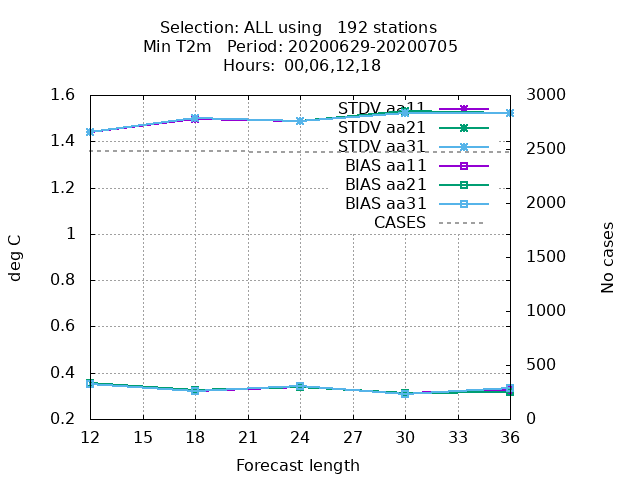 Selection: ALL using 192 stations
Min T2m Period: 20200629-20200705
Hours: 00,06,12,18
1.6
1.4
1.2
1
0.8
0.6
0.4
0.2
deg C
3000
2500
2000
1500
1000
500
0
No cases
STDV aa11
STDV aa21
STDV aa31
BIAS aa11
BIAS aa21
BIAS aa31
CASES
12 15 18 21 24 27 30 33 36
Forecast length